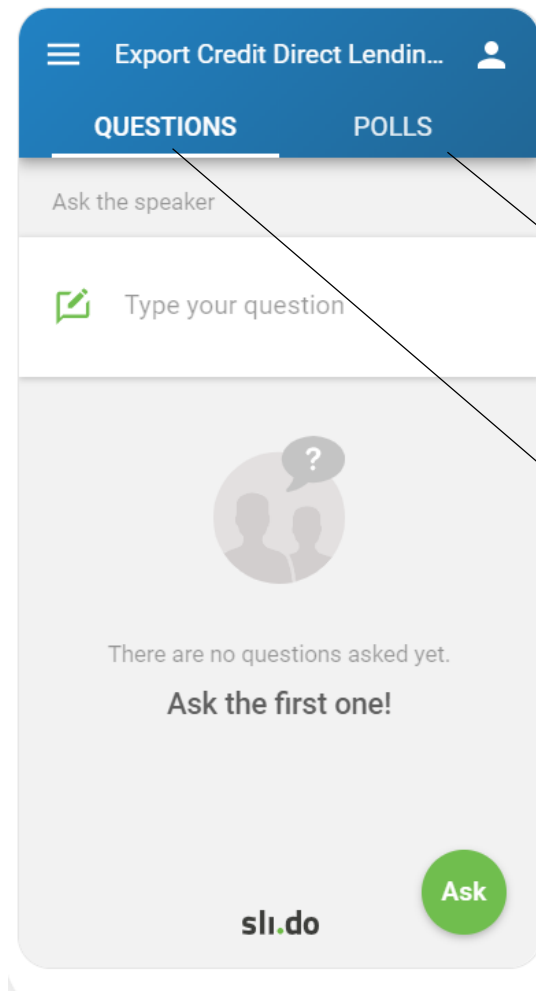 Export Credit Direct Lendin...
QUESTIONS POLLS
Ask the speaker
Type your question
?
There are no questions asked yet.
Ask the first one!
Ask
sli.do